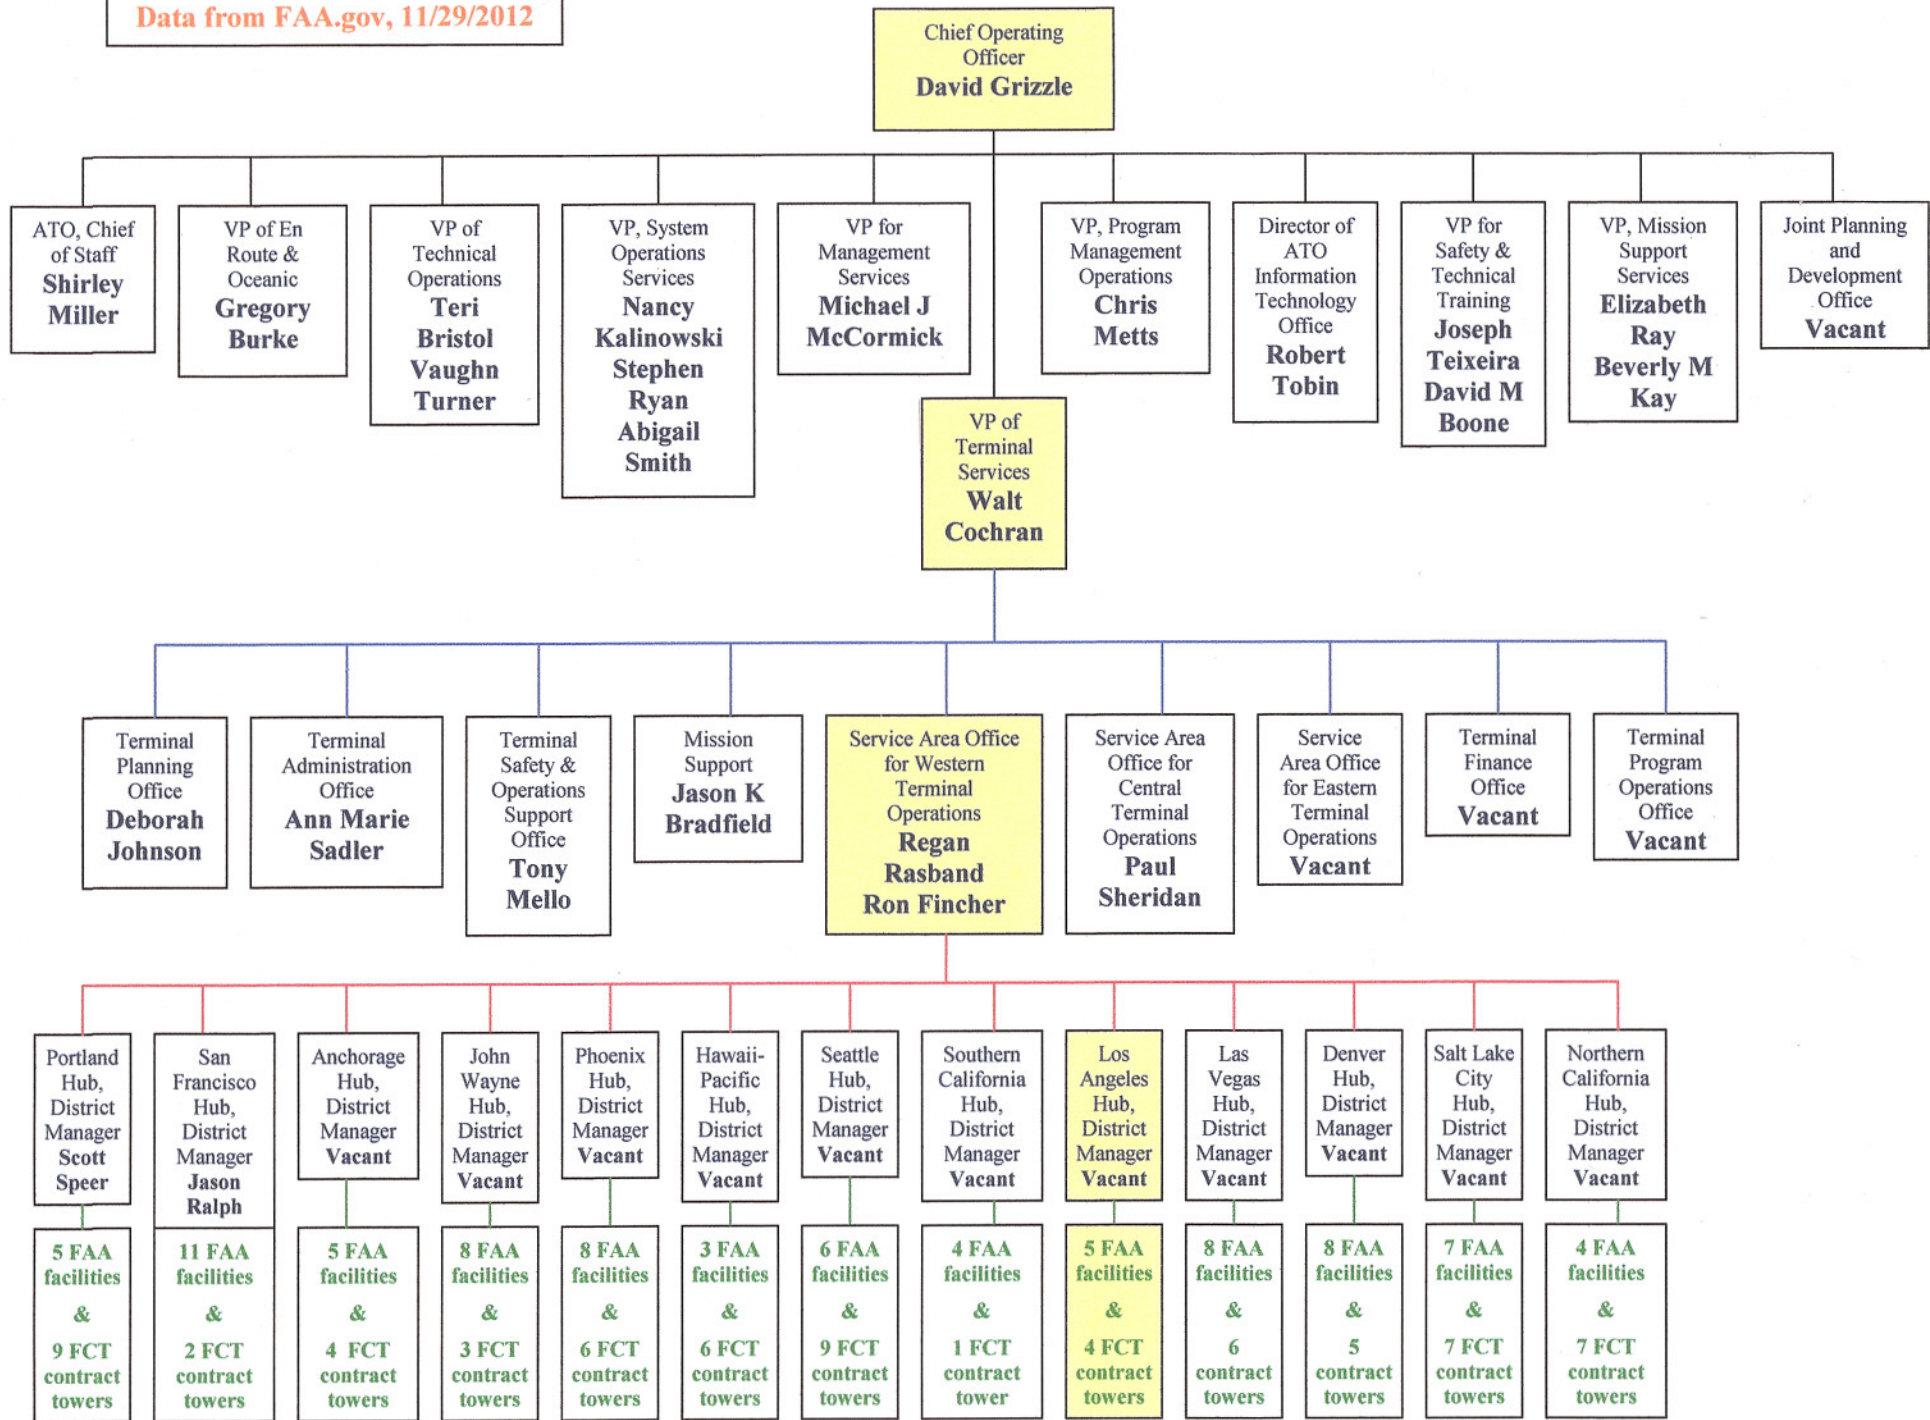 Data from FAA.gov, 11/29/2012
Chief Operating
Officer
David Grizzle
ATO, Chief
of Staff
Shirley
Miller
VP of En
Route &
Oceanic
Gregory
Burke
VP of
Technical
Operations
Teri
Bristol
Vaughn
Turner
VP, System
Operations
Services
Nancy
Kalinowski
Stephen
Ryan
Abigail
Smith
VP for
Management
Services
Michael J
McCormick
VP, Program
Management
Operations
Chris
Metts
Director of
ATO
Information
Technology
Office
Robert
Tobin
VP for
Safety &
Technical
Training
Joseph
Teixeira
David M
Boone
VP, Mission
Support
Services
Elizabeth
Ray
Beverly M
Kay
Joint Planning
and
Development
Office
Vacant
VP of
Terminal
Services
Walt
Cochran
Terminal
Planning
Office
Deborah
Johnson
Terminal
Administration
Office
Ann Marie
Sadler
Terminal
Safety &
Operations
Support
Office
Tony
Mello
Mission
Support
Jason K
Bradfield
Service Area Office
for Western
Terminal
Operations
Regan
Rasband
Ron Fincher
Service Area
Office for
Central
Terminal
Operations
Paul
Sheridan
Service
Area Office
for Eastern
Terminal
Operations
Vacant
Terminal
Finance
Office
Vacant
Terminal
Program
Operations
Office
Vacant
Portland
Hub,
District
Manager
Scott
Speer
San
Francisco
Hub,
District
Manager
Jason
Ralph
Anchorage
Hub,
District
Manager
Vacant
John
Wayne
Hub,
District
Manager
Vacant
Phoenix
Hub,
District
Manager
Vacant
Hawaii-
Pacific
Hub,
District
Manager
Vacant
Seattle
Hub,
District
Manager
Vacant
Southern
California
Hub,
District
Manager
Vacant
Los
Angeles
Hub,
District
Manager
Vacant
Las
Vegas
Hub,
District
Manager
Vacant
Denver
Hub,
District
Manager
Vacant
Salt Lake
City
Hub,
District
Manager
Vacant
Northern
California
Hub,
District
Manager
Vacant
5 FAA
facilities
&
9 FCT
contract
towers
11 FAA
facilities
&
2 FCT
contract
towers
5 FAA
facilities
&
4 FCT
contract
towers
8 FAA
facilities
&
3 FCT
contract
towers
8 FAA
facilities
&
6 FCT
contract
towers
3 FAA
facilities
&
6 FCT
contract
towers
6 FAA
facilities
&
9 FCT
contract
towers
4 FAA
facilities
&
1 FCT
contract
tower
5 FAA
facilities
&
4 FCT
contract
towers
8 FAA
facilities
&
6
contract
towers
8 FAA
facilities
&
5
contract
towers
7 FAA
facilities
&
7 FCT
contract
towers
4 FAA
facilities
&
7 FCT
contract
towers